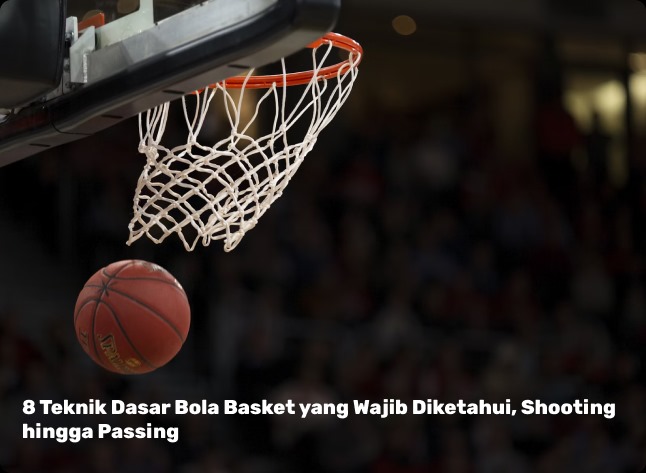 8 Teknik Dasar Bola Basket yang Wajib Diketahui, Shooting
hingga Passing